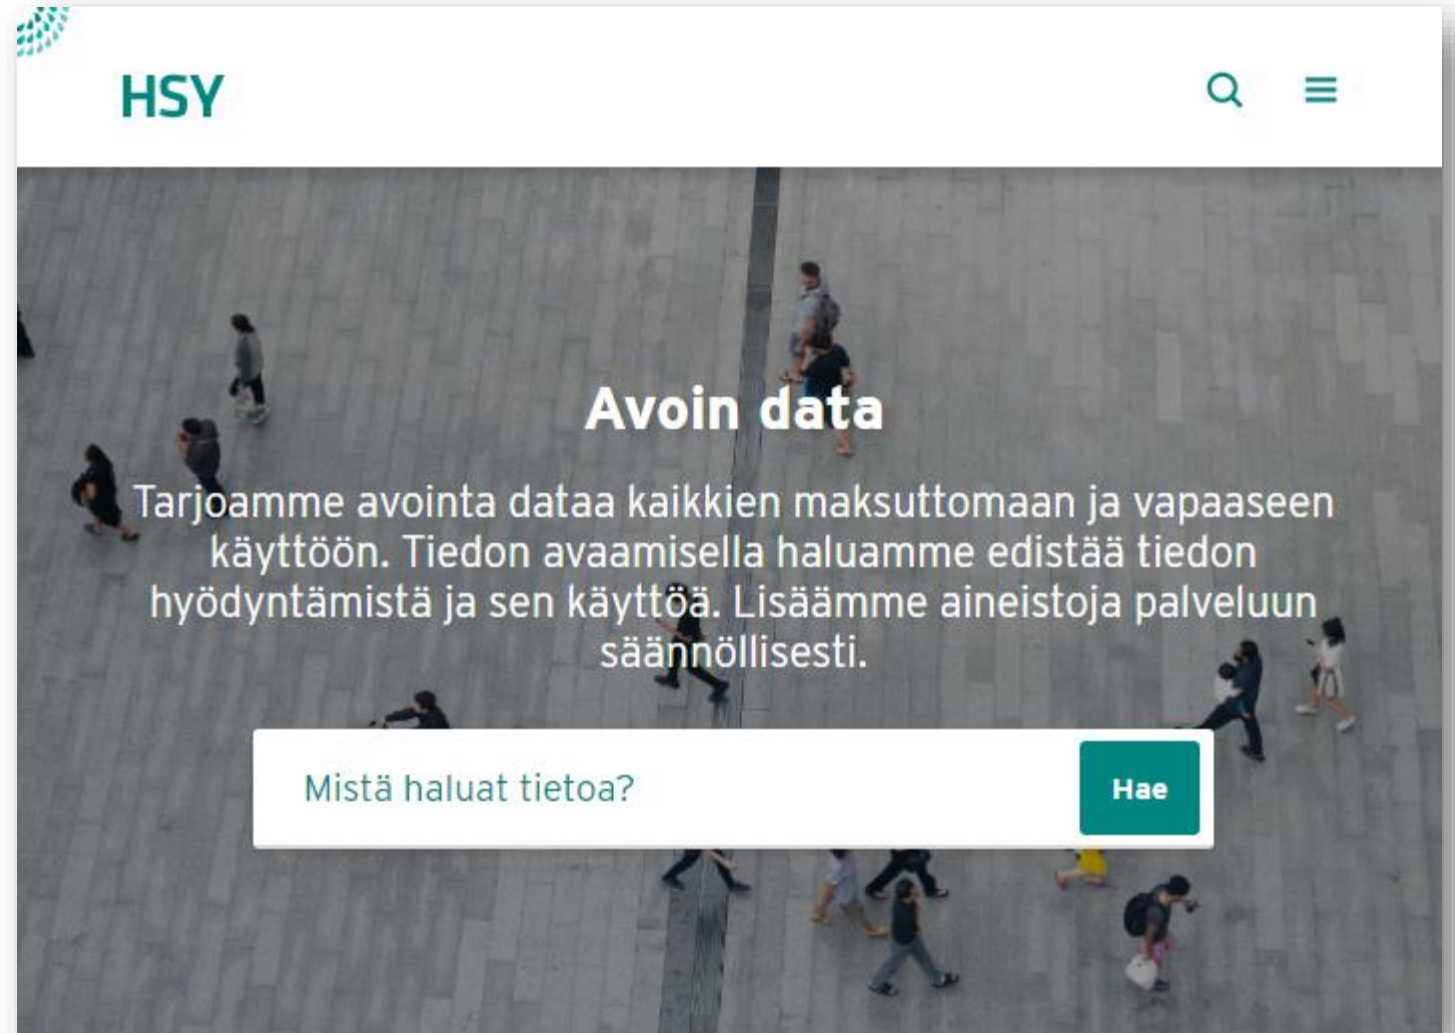 HSY
Avoin data
Tarjoamme avointa dataa kaikkien maksuttomaan ja vapaaseen
käyttöön. Tiedon avaamisella haluamme edistää tiedon
hyödyntämistä ja sen käyttöä. Lisäämme aineistoja palveluun
säännöllisesti.
Mistä haluat tietoa?
Hae